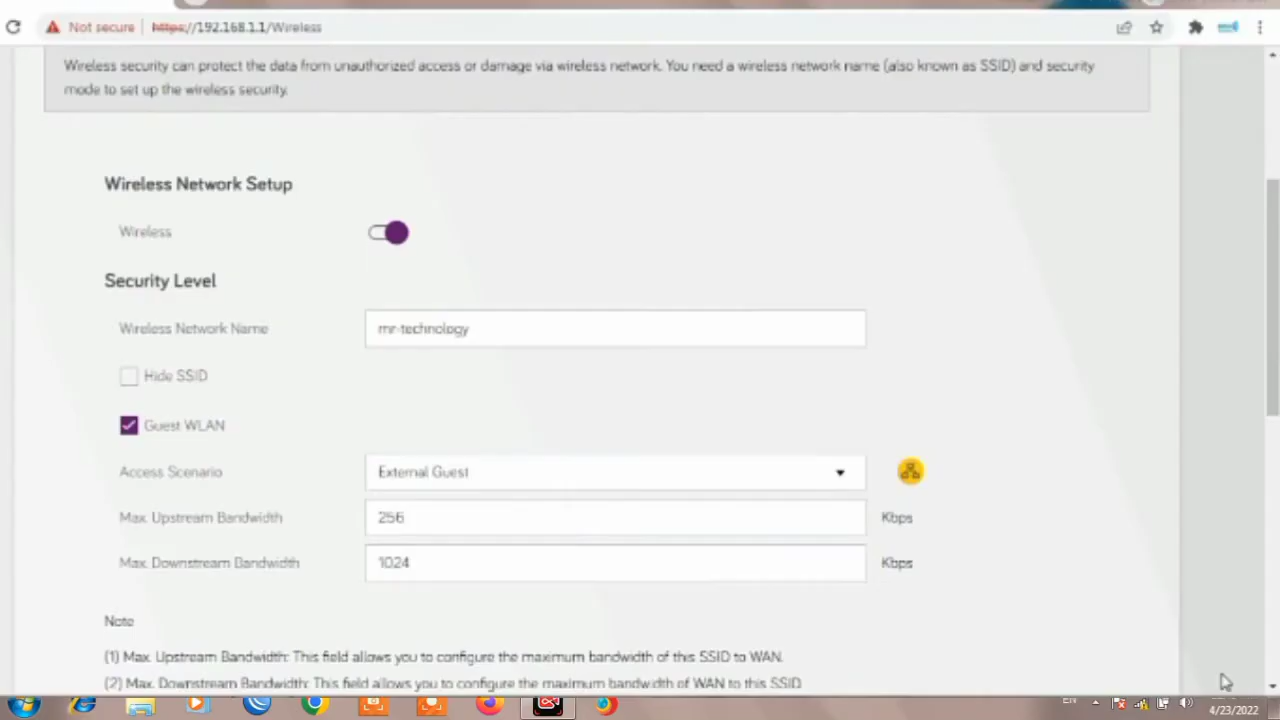 Not secure | https://192.168.1.1/Wireless
Wireless security can protect the data from unauthorized access or damage via wireless network. You need a wireless network name (also known as SSID) and security
mode to set up the wireless security.
Wireless Network Setup
Wireless
Security Level
Wireless Network Name mr-technology
Hide SSID
Guest WLAN
Access Scenario External Guest
Max. Upstream Bandwidth 256 Kbps
Max. Downstream Bandwidth 1024 Kbps
Note
(1) Max. Upstream Bandwidth: This field allows you to configure the maximum bandwidth of this SSID to WAN.
(2) Max. Downstream Bandwidth: This field allows you to configure the maximum bandwidth of WAN to this SSID.
EN
4/23/2022